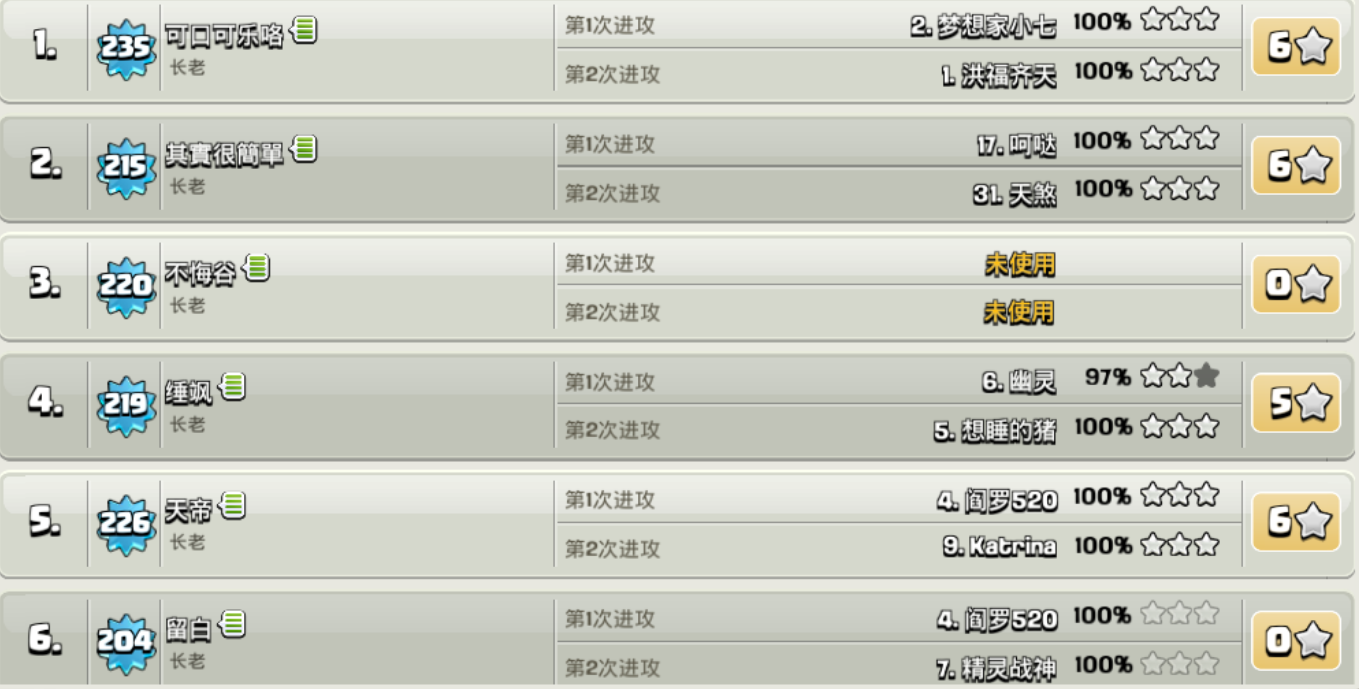 1.
235
可口可乐咯
长老
第1次进攻
2. 梦想家小七 100%
第2次进攻
1. 洪福齐天 100%
6
2.
215
其實很簡單
长老
第1次进攻
17. 呵哒 100%
第2次进攻
31. 天煞 100%
6
3.
220
不悔谷
长老
第1次进攻
未使用
第2次进攻
未使用
0
4.
219
缍飒
长老
第1次进攻
6. 幽灵 97%
第2次进攻
5. 想睡的猪 100%
5
5.
226
天帝
长老
第1次进攻
4. 阎罗520 100%
第2次进攻
9. Katrina 100%
6
6.
204
留白
长老
第1次进攻
4. 阎罗520 100%
第2次进攻
7. 精灵战神 100%
0